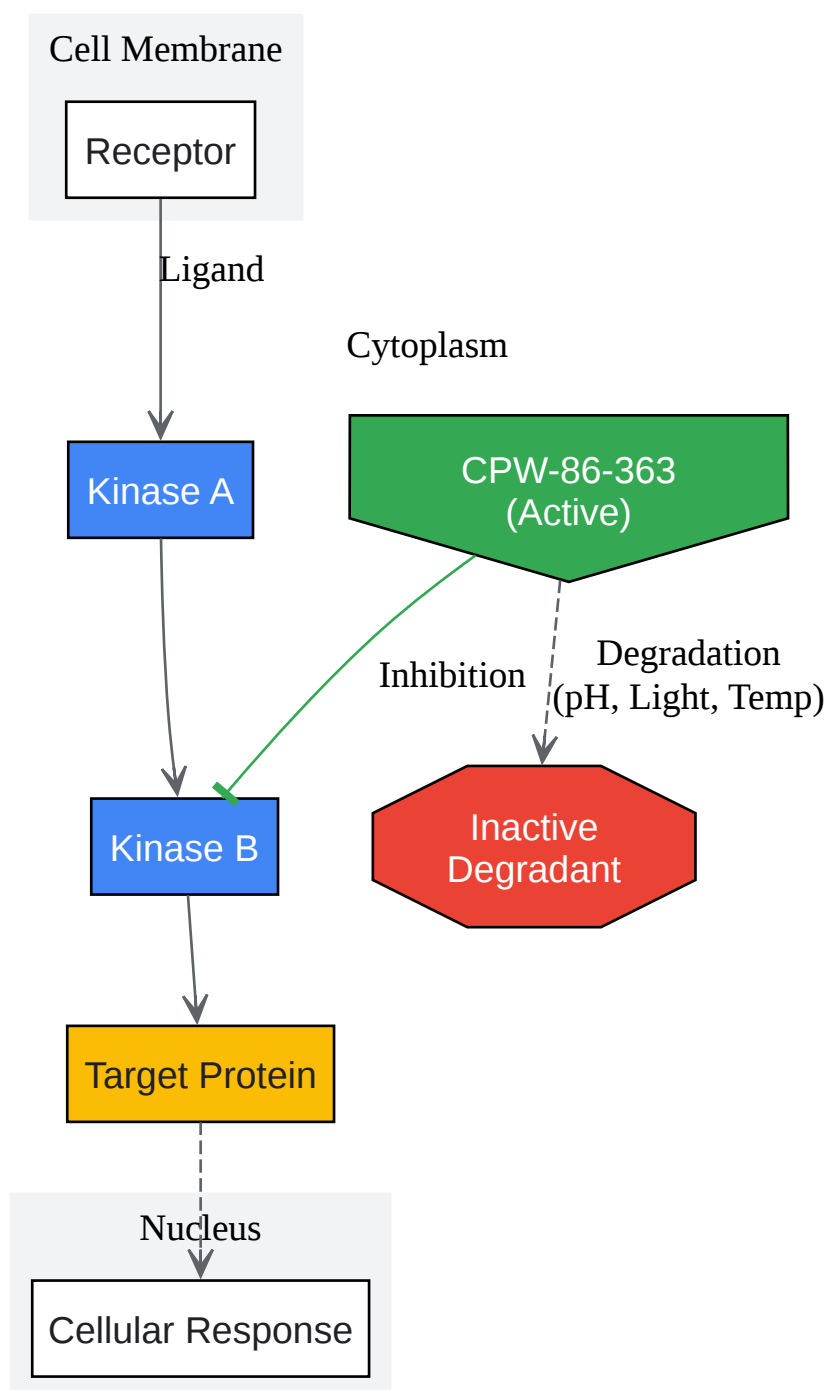 Cell Membrane
Receptor
Ligand
Cytoplasm
Kinase A
CPW-86-363
(Active)
Inhibition
Degradation
(pH, Light, Temp)
Kinase B
Inactive
Degradant
Target Protein
Nucleus
Cellular Response